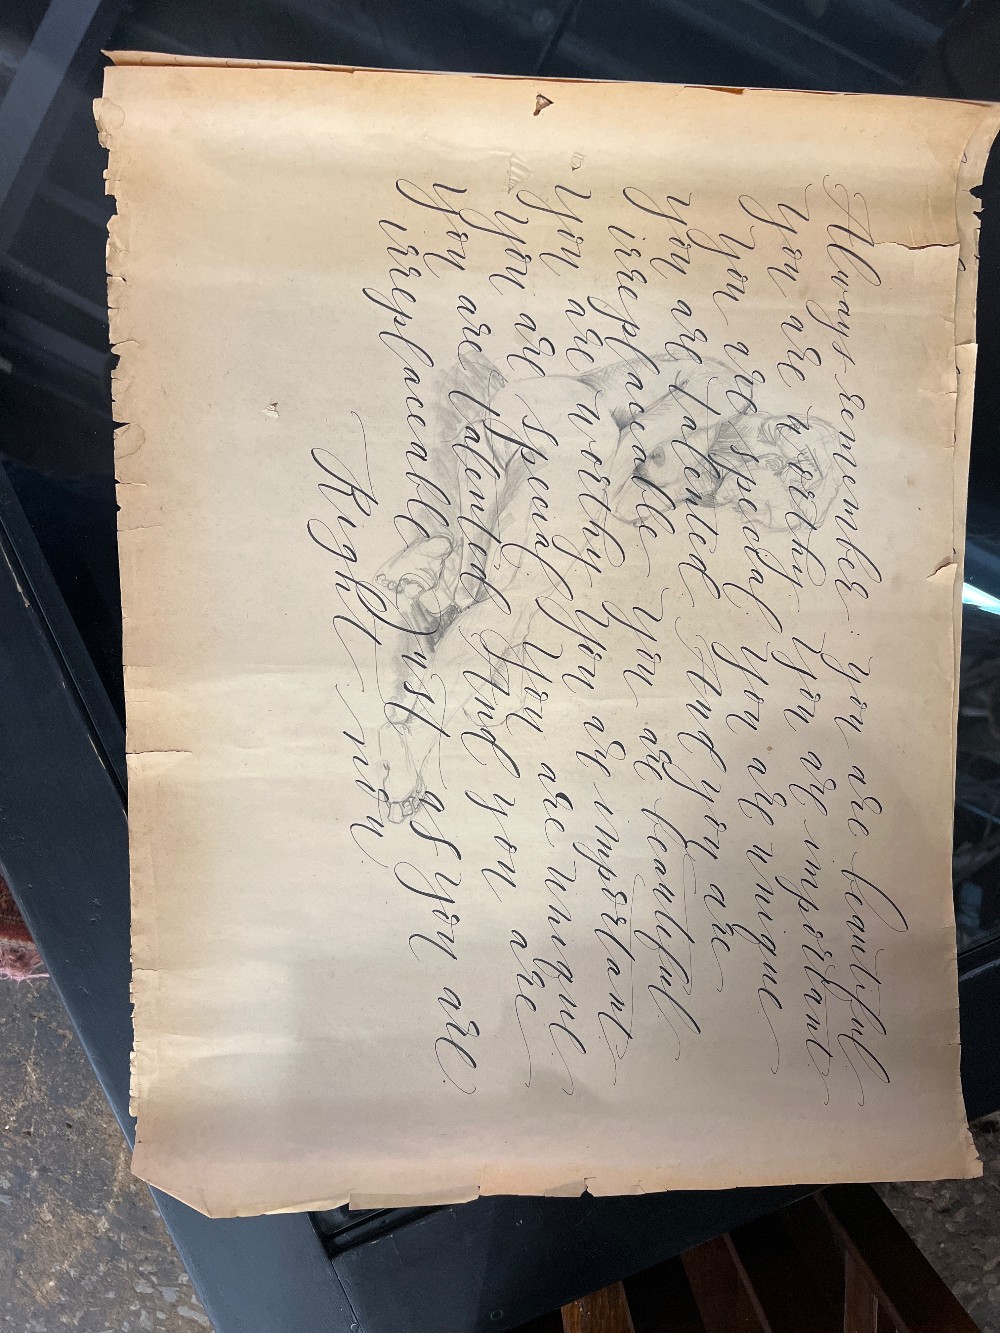 Always remember you are beautiful
you are worthy you are important
you are special you are unique
you are talented And you are
irreplaceable you are beautiful
you are worthy you are important
you are special you are unique
you are talented And you are
irreplaceable Just as you are
Right now